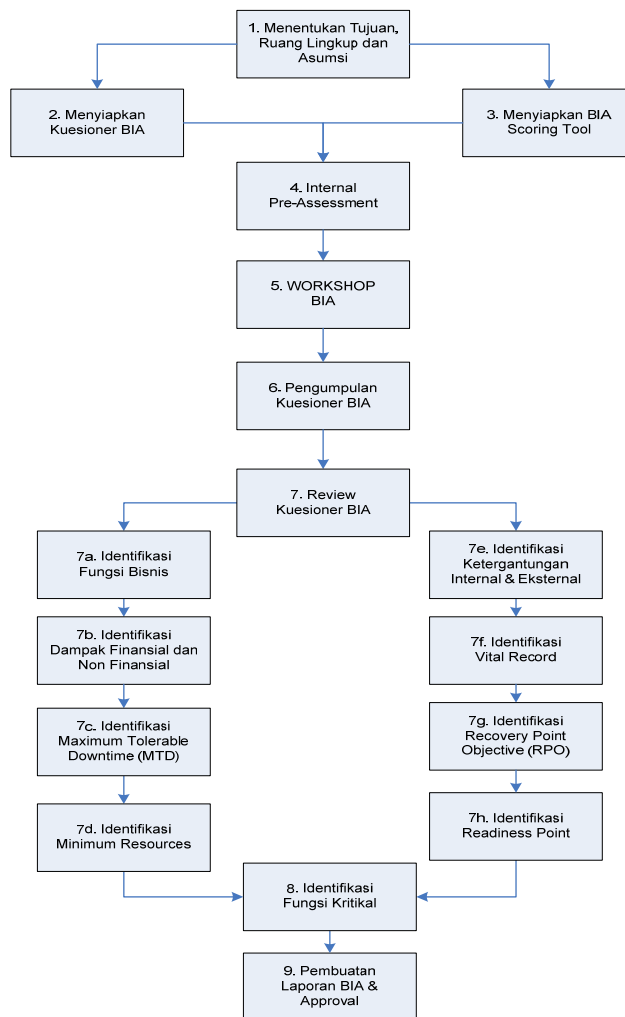 1. Menentukan Tujuan,
Ruang Lingkup dan
Asumsi
2. Menyiapkan
Kuesioner BIA
3. Menyiapkan BIA
Scoring Tool
4. Internal
Pre-Assessment
5. WORKSHOP
BIA
6. Pengumpulan
Kuesioner BIA
7. Review
Kuesioner BIA
7a. Identifikasi
Fungsi Bisnis
7b. Identifikasi
Dampak Finansial dan
Non Finansial
7c. Identifikasi
Maximum Tolerable
Downtime (MTD)
7d. Identifikasi
Minimum Resources
7e. Identifikasi
Ketergantungan
Internal & Eksternal
7f. Identifikasi
Vital Record
7g. Identifikasi
Recovery Point
Objective (RPO)
7h. Identifikasi
Readiness Point
8. Identifikasi
Fungsi Kritikal
9. Pembuatan
Laporan BIA &
Approval